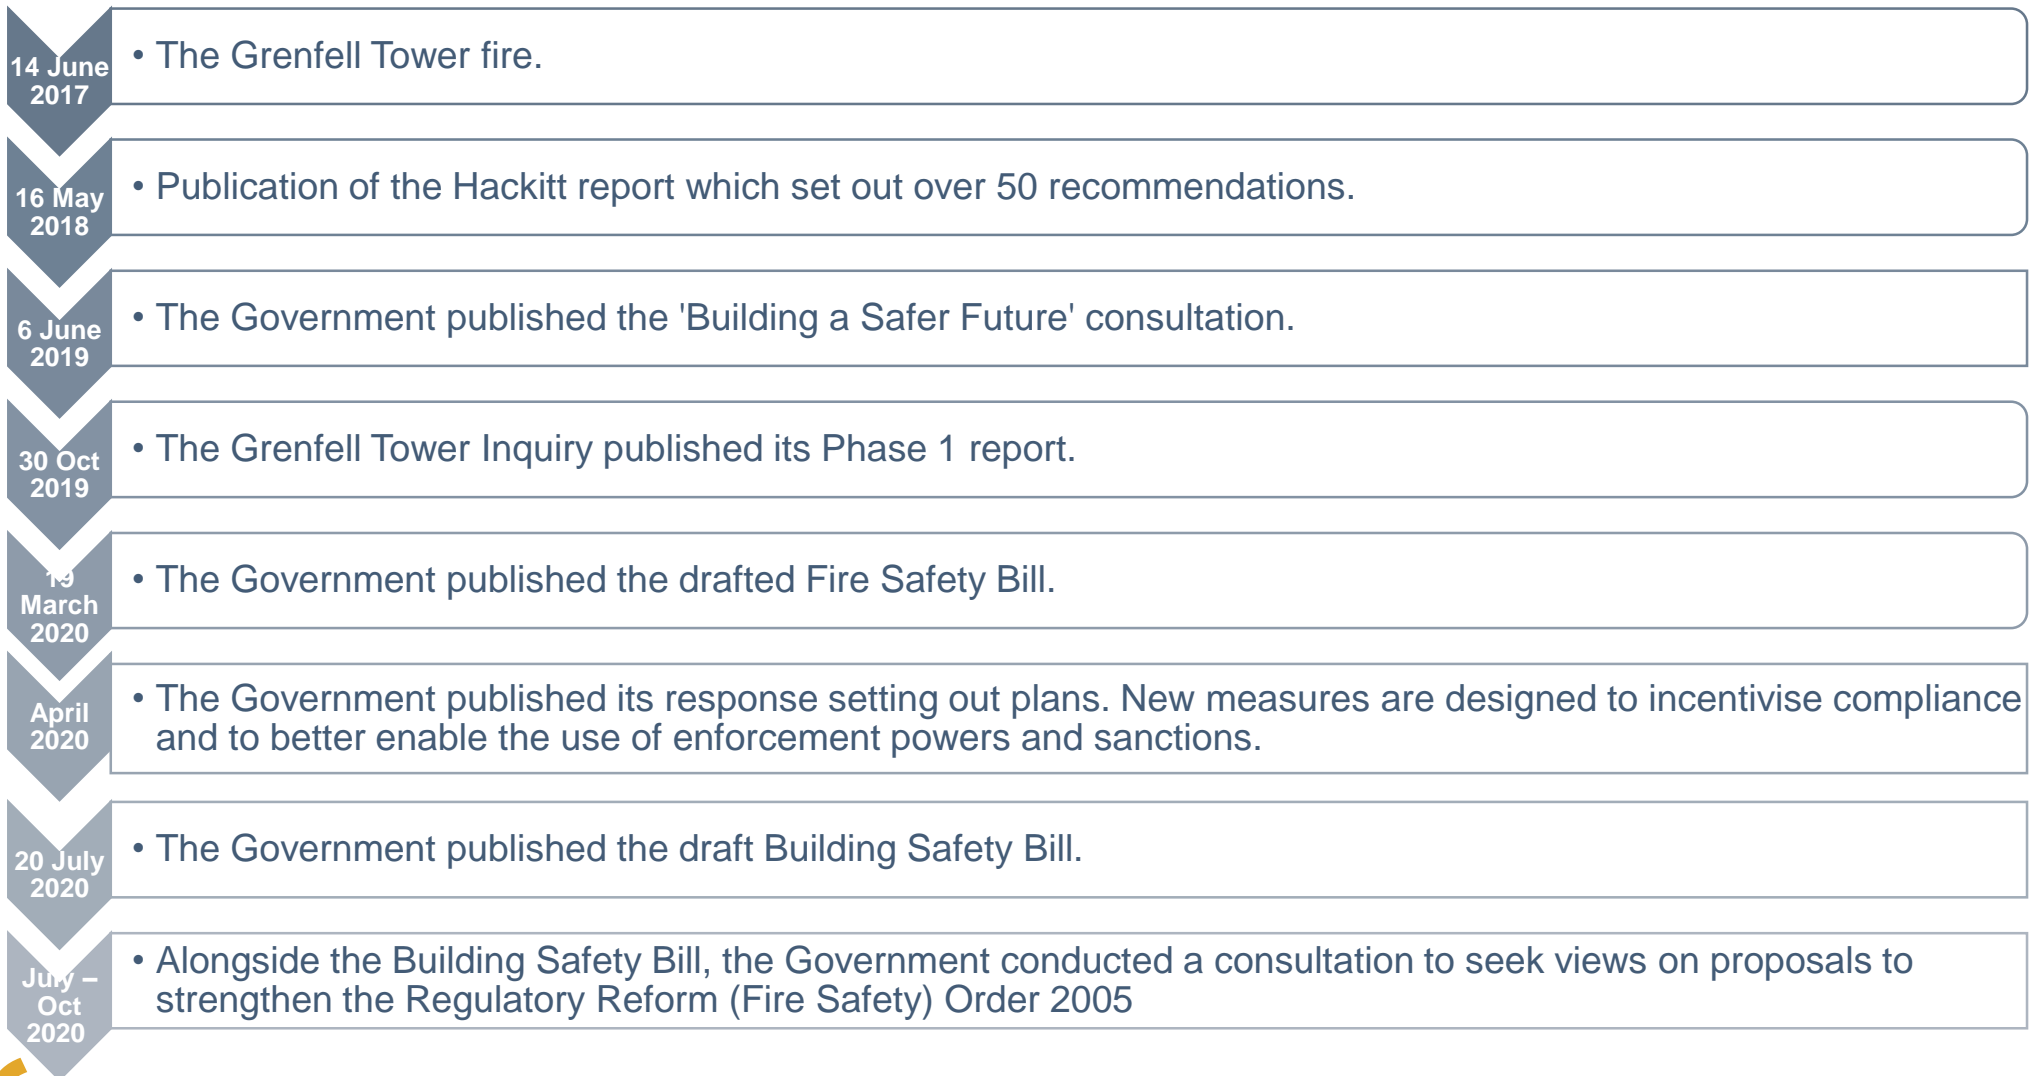 14 June
2017
• The Grenfell Tower fire.
16 May
2018
• Publication of the Hackitt report which set out over 50 recommendations.
6 June
2019
• The Government published the 'Building a Safer Future' consultation.
30 Oct
2019
• The Grenfell Tower Inquiry published its Phase 1 report.
19
March
2020
• The Government published the drafted Fire Safety Bill.
April
2020
• The Government published its response setting out plans. New measures are designed to incentivise compliance
and to better enable the use of enforcement powers and sanctions.
20 July
2020
• The Government published the draft Building Safety Bill.
July –
Oct
2020
• Alongside the Building Safety Bill, the Government conducted a consultation to seek views on proposals to
strengthen the Regulatory Reform (Fire Safety) Order 2005